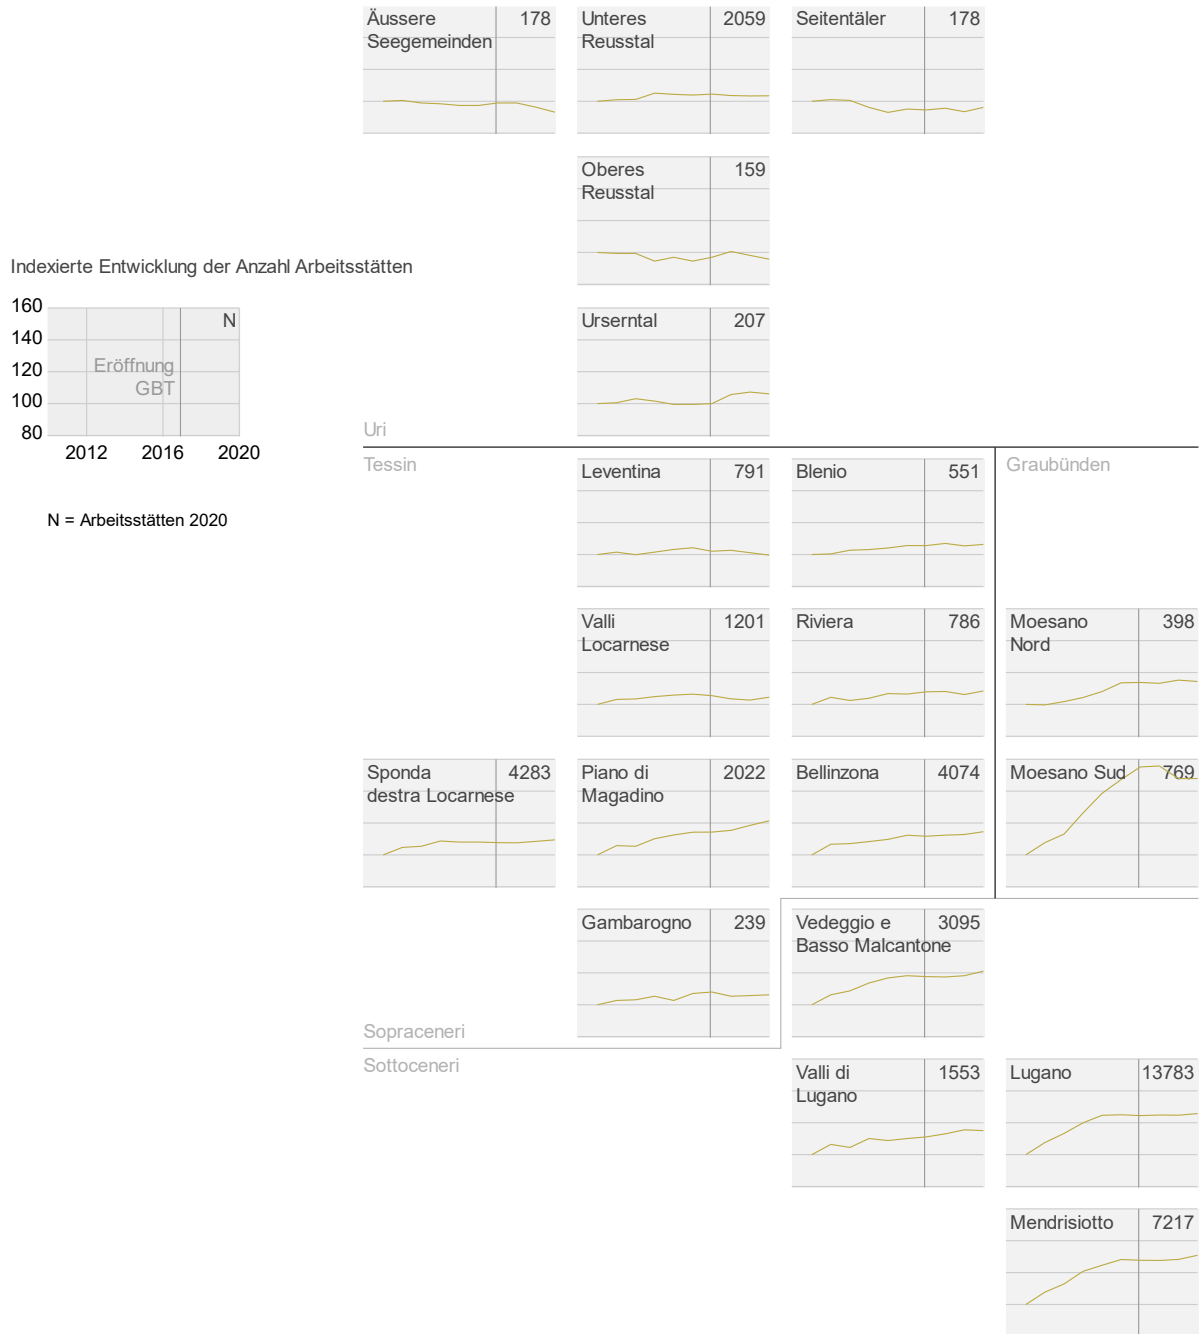 Äussere
Seegemeinden
178
Unteres
Reusstal
2059
Seitentäler
178
Oberes
Reusstal
159
Indexierte Entwicklung der Anzahl Arbeitsstätten
160
140
120
100
80
N
Eröffnung
GBT
2012 2016 2020
N = Arbeitsstätten 2020
Urserntal
207
Uri
Tessin
Graubünden
Leventina
791
Blenio
551
Valli
Locarnese
1201
Riviera
786
Moesano
Nord
398
Sponda
destra Locarnese
4283
Piano di
Magadino
2022
Bellinzona
4074
Moesano Sud
769
Gambarogno
239
Vedeggio e
Basso Malcantone
3095
Sopraceneri
Sottoceneri
Valli di
Lugano
1553
Lugano
13783
Mendrisiotto
7217